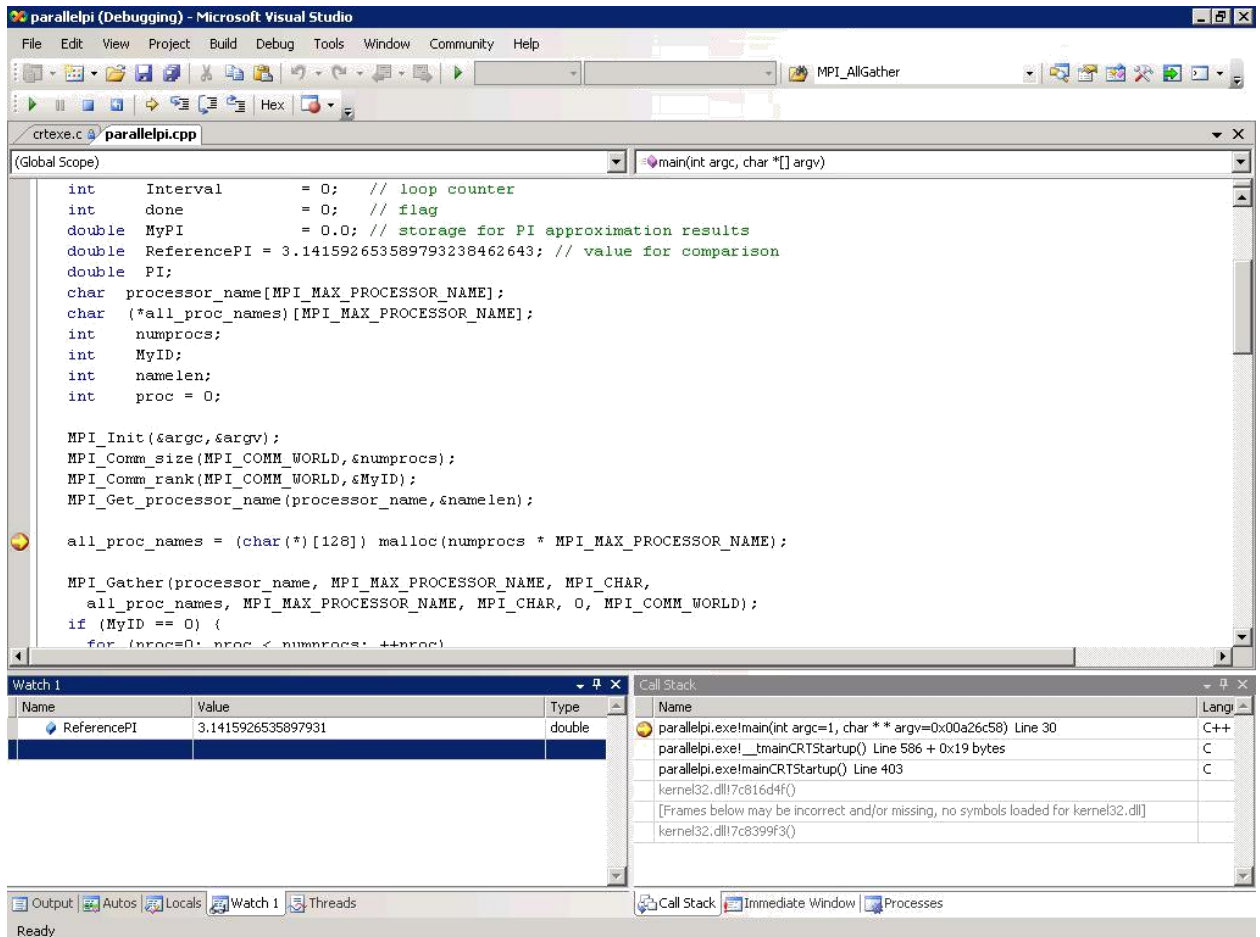 parallelpi (Debugging) - Microsoft Visual Studio
File Edit View Project Build Debug Tools Window Community Help
MPI_AllGather
Hex
crtexe.c parallelpi.cpp
(Global Scope) main(int argc, char *[] argv)
int Interval = 0; // loop counter
int done = 0; // flag
double MyPI = 0.0; // storage for PI approximation results
double ReferencePI = 3.141592653589793238462643; // value for comparison
double PI;
char processor_name[MPI_MAX_PROCESSOR_NAME];
char (*all_proc_names)[MPI_MAX_PROCESSOR_NAME];
int numprocs;
int MyID;
int namelen;
int proc = 0;
MPI_Init(&argc,&argv);
MPI_Comm_size(MPI_COMM_WORLD,&numprocs);
MPI_Comm_rank(MPI_COMM_WORLD,&MyID);
MPI_Get_processor_name(processor_name,&namelen);
all_proc_names = (char(*)[128]) malloc(numprocs * MPI_MAX_PROCESSOR_NAME);
MPI_Gather(processor_name, MPI_MAX_PROCESSOR_NAME, MPI_CHAR,
all_proc_names, MPI_MAX_PROCESSOR_NAME, MPI_CHAR, 0, MPI_COMM_WORLD);
if (MyID == 0) {
for (proc=0; proc < numprocs; ++proc)
Watch 1
Name Value Type
ReferencePI 3.1415926535897931 double
Call Stack
Name Langu
parallelpi.exe!main(int argc=1, char * * argv=0x00a26c58) Line 30 C++
parallelpi.exe!__tmainCRTStartup() Line 586 + 0x19 bytes C
parallelpi.exe!mainCRTStartup() Line 403 C
kernel32.dll!7c816d4f()
[Frames below may be incorrect and/or missing, no symbols loaded for kernel32.dll]
kernel32.dll!7c8399f3()
Output Autos Locals Watch 1 Threads
Call Stack Immediate Window Processes
Ready